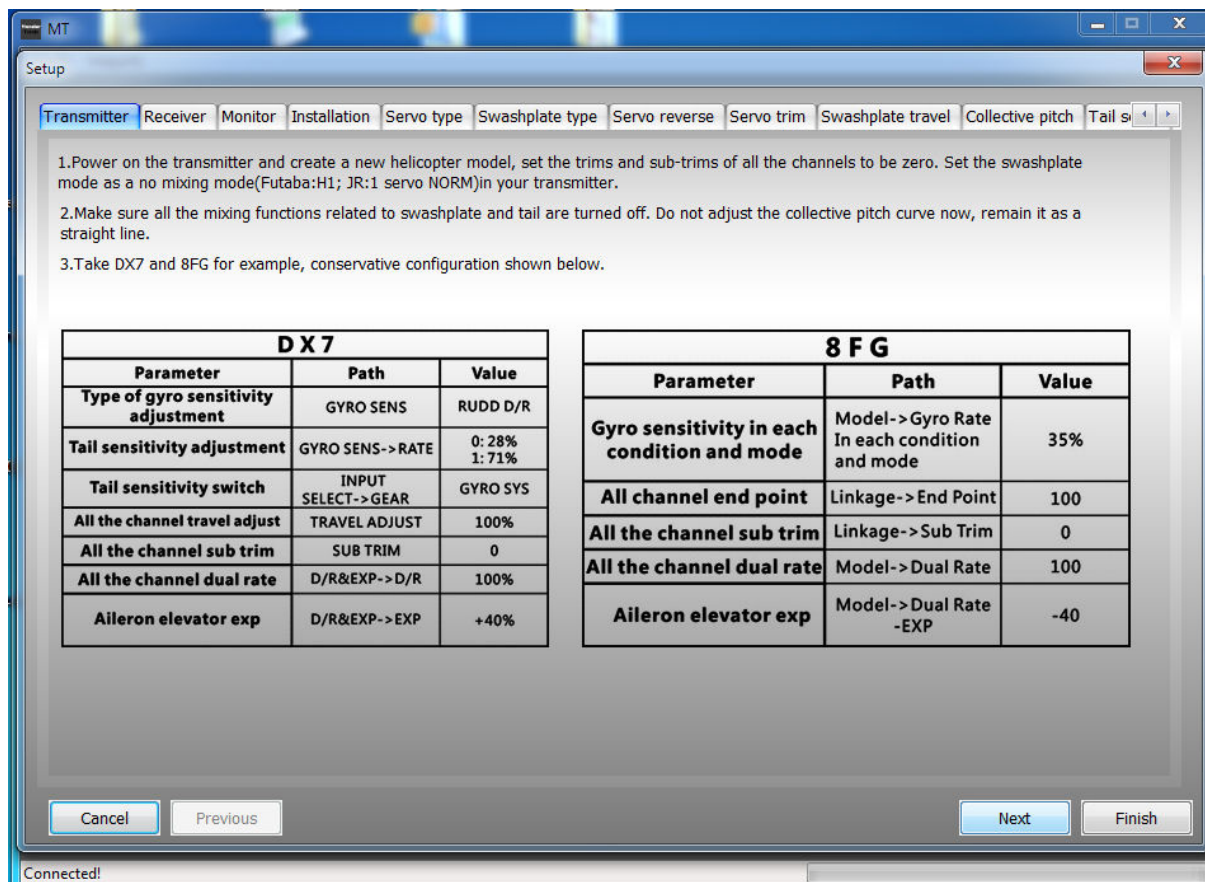 MT
Setup
Transmitter Receiver Monitor Installation Servo type Swashplate type Servo reverse Servo trim Swashplate travel Collective pitch Tail s
1.Power on the transmitter and create a new helicopter model, set the trims and sub-trims of all the channels to be zero. Set the swashplate
mode as a no mixing mode(Futaba:H1; JR:1 servo NORM)in your transmitter.
2.Make sure all the mixing functions related to swashplate and tail are turned off. Do not adjust the collective pitch curve now, remain it as a
straight line.
3.Take DX7 and 8FG for example, conservative configuration shown below.
DX7
Parameter Path Value
Type of gyro sensitivity
adjustment
GYRO SENS
RUDD D/R
Tail sensitivity adjustment
GYRO SENS->RATE
0: 28%
1: 71%
Tail sensitivity switch
INPUT
SELECT->GEAR
GYRO SYS
All the channel travel adjust TRAVEL ADJUST 100%
All the channel sub trim SUB TRIM 0
All the channel dual rate D/R&EXP->D/R 100%
Aileron elevator exp D/R&EXP->EXP +40%
8FG
Parameter Path Value
Gyro sensitivity in each
condition and mode
Model->Gyro Rate
In each condition
and mode
35%
All channel end point Linkage->End Point 100
All the channel sub trim Linkage->Sub Trim 0
All the channel dual rate Model->Dual Rate 100
Aileron elevator exp
Model->Dual Rate
-EXP
-40
Cancel Previous Next Finish
Connected!